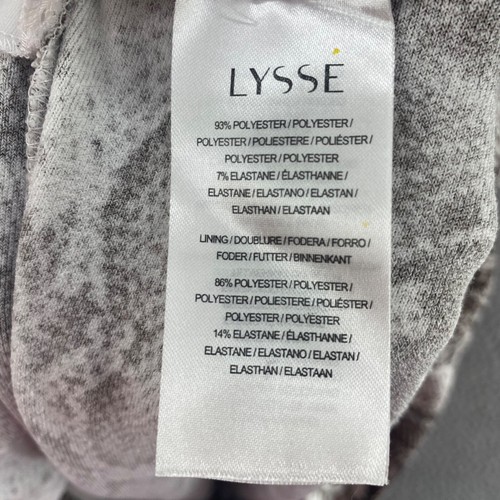 LYSSÉ
93% POLYESTER / POLYESTER /
POLYESTER / POLIESTERE / POLIÉSTER /
POLYESTER / POLYESTER
7% ELASTANE / ÉLASTHANNE /
ELASTANE / ELASTANO / ELASTAN /
ELASTHAN / ELASTAAN
LINING / DOUBLURE / FODERA / FORRO /
FODER / FUTTER / BINNENKANT
86% POLYESTER / POLYESTER /
POLYESTER / POLIESTERE / POLIÉSTER /
POLYESTER / POLYESTER
14% ELASTANE / ÉLASTHANNE /
ELASTANE / ELASTANO / ELASTAN /
ELASTHAN / ELASTAAN